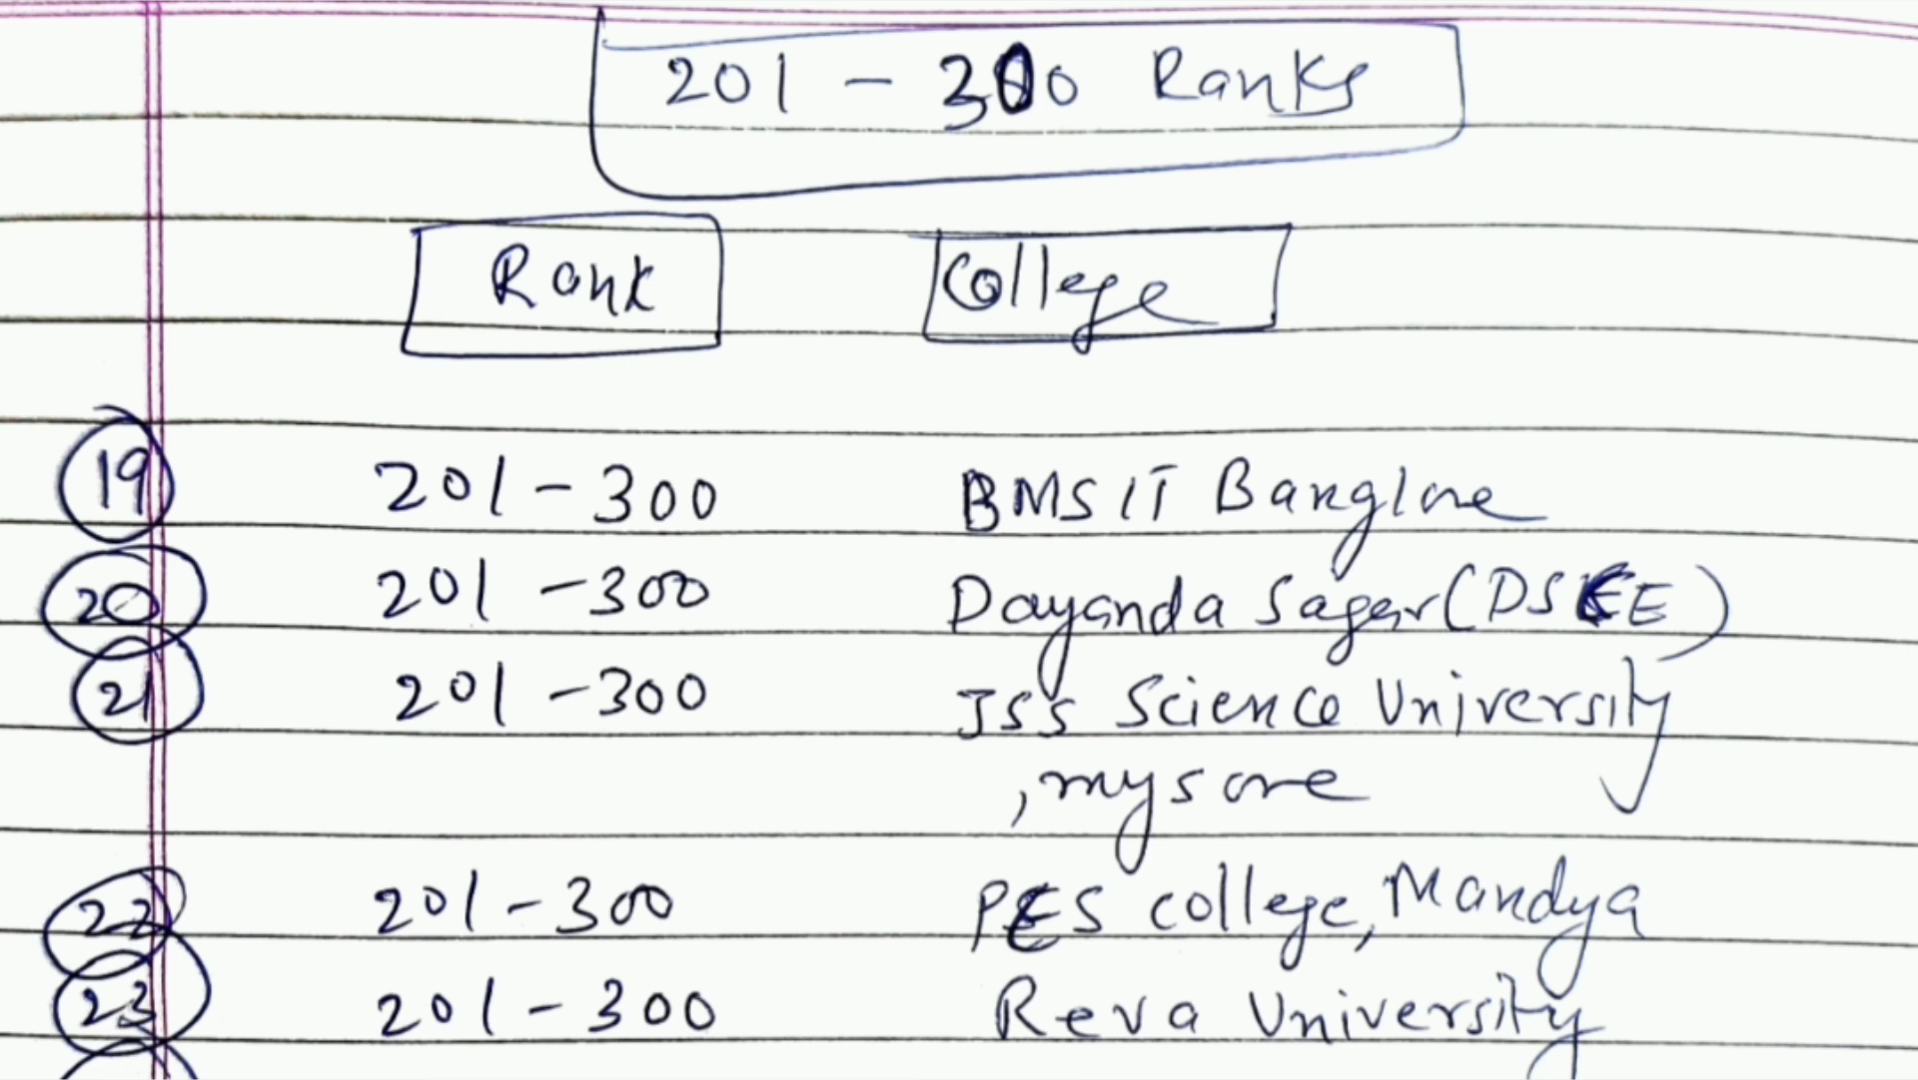 201 - 300 Ranks
Rank College
19 201-300 BMSIT Banglore
20 201-300 Dayanda Sagar (DSCE)
21 201-300 JSS Science University
, mysore
22 201-300 PES college, Mandya
23 201-300 Reva University